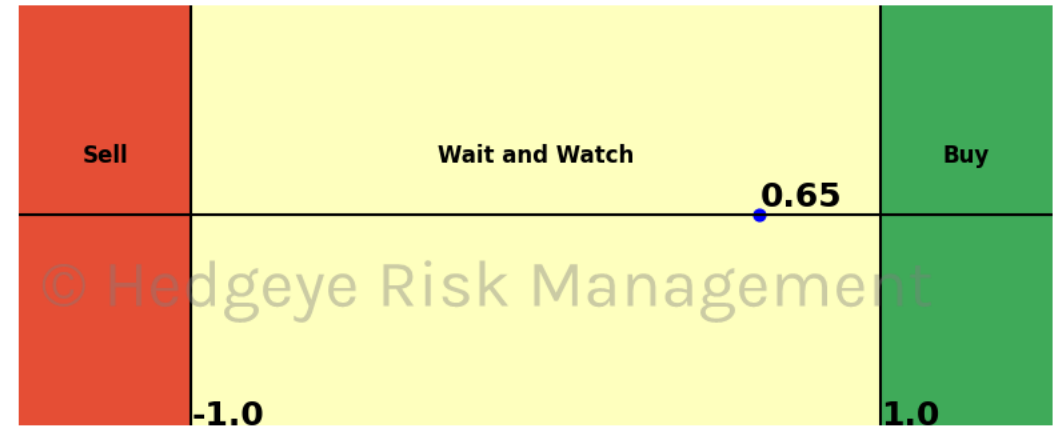 Sell
Wait and Watch
Buy
0.65
© Hedgeye Risk Management
-1.0
1.0